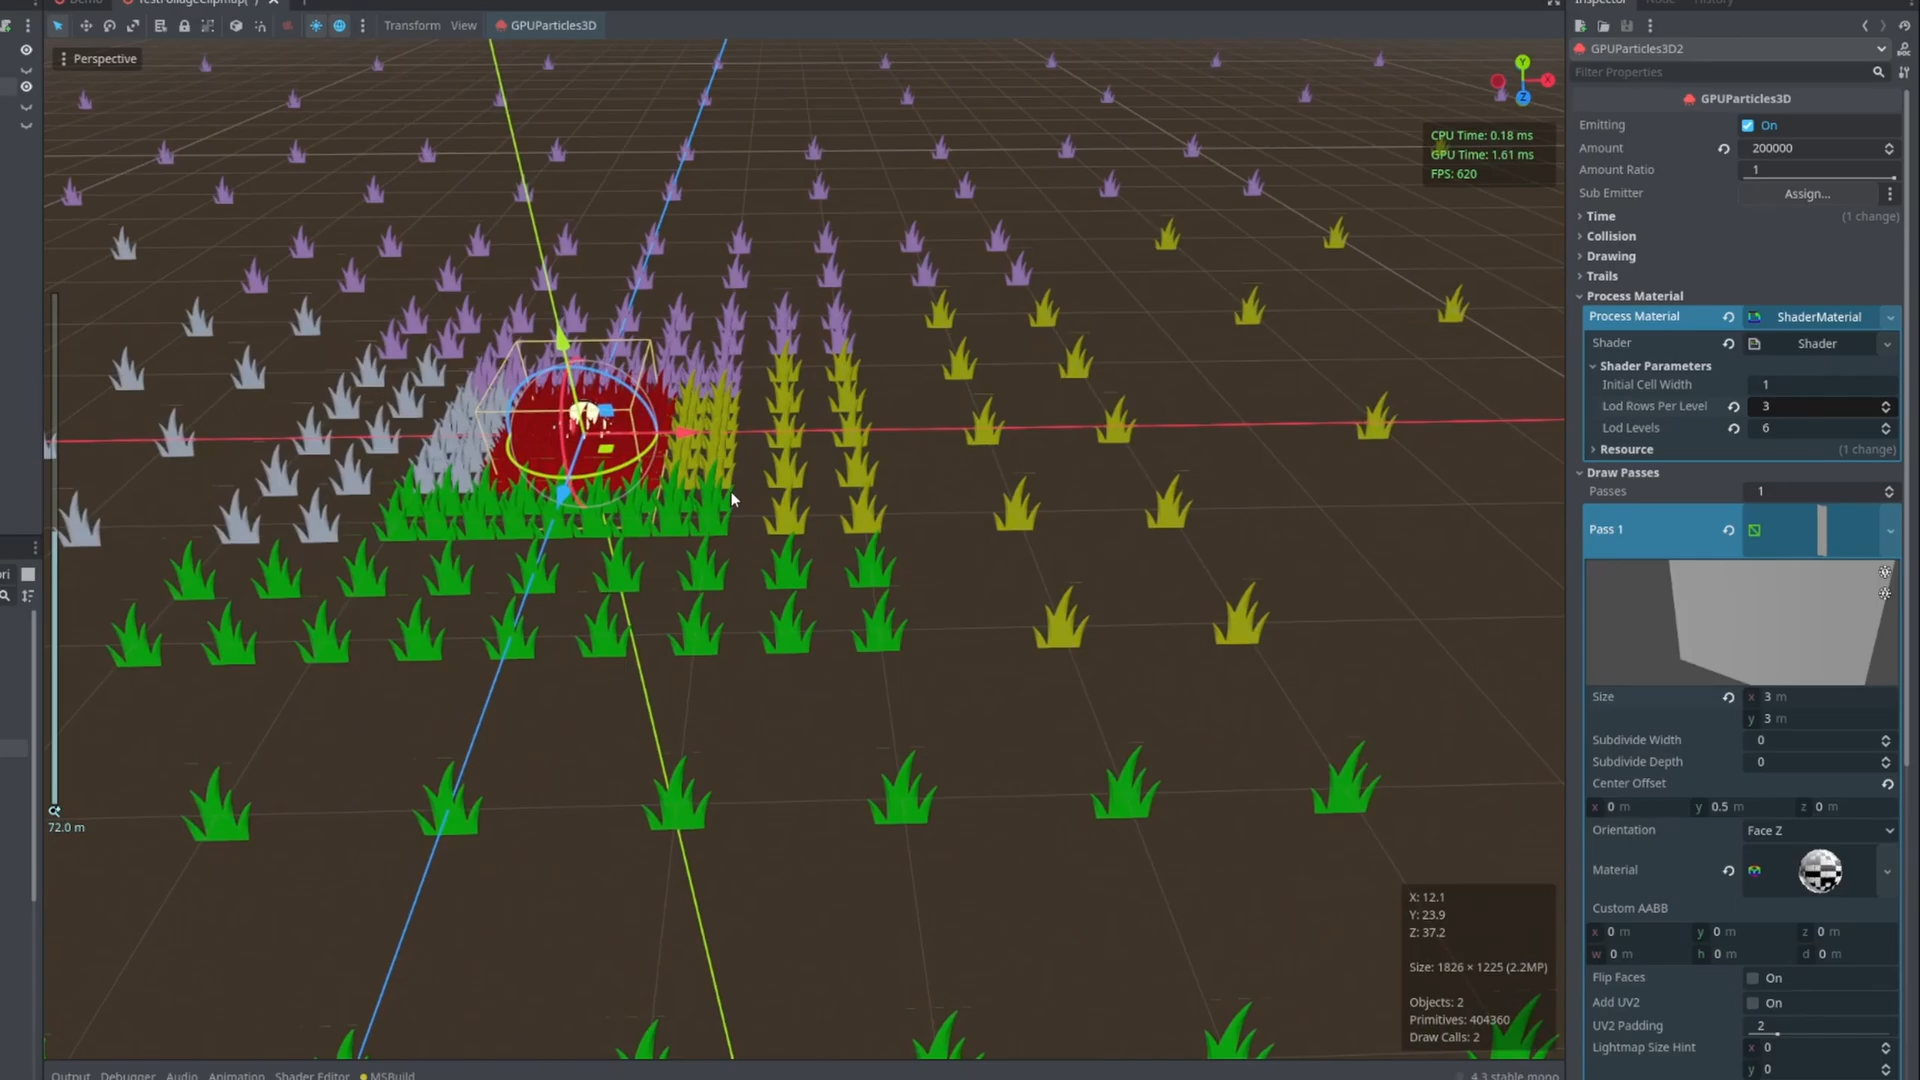 Demo
TestFoliageClipmap(*)
Transform
View
GPUParticles3D
Perspective
CPU Time: 0.18 ms
GPU Time: 1.61 ms
FPS: 620
Y
X
Z
72.0 m
X: 12.1
Y: 23.9
Z: 37.2
Size: 1826 × 1225 (2.2MP)
Objects: 2
Primitives: 404360
Draw Calls: 2
Output
Debugger
Audio
Animation
Shader Editor
MSBuild
4.3.stable.mono
Inspector
Node
History
GPUParticles3D2
Filter Properties
GPUParticles3D
Emitting
On
Amount
200000
Amount Ratio
1
Sub Emitter
Assign...
Time
(1 change)
Collision
Drawing
Trails
Process Material
Process Material
ShaderMaterial
Shader
Shader
Shader Parameters
Initial Cell Width
1
Lod Rows Per Level
3
Lod Levels
6
Resource
(1 change)
Draw Passes
Passes
1
Pass 1
Size
x 3 m
y 3 m
Subdivide Width
0
Subdivide Depth
0
Center Offset
x 0 m
y 0.5 m
z 0 m
Orientation
Face Z
Material
Custom AABB
x 0 m
y 0 m
z 0 m
w 0 m
h 0 m
d 0 m
Flip Faces
On
Add UV2
On
UV2 Padding
2
Lightmap Size Hint
x 0
y 0